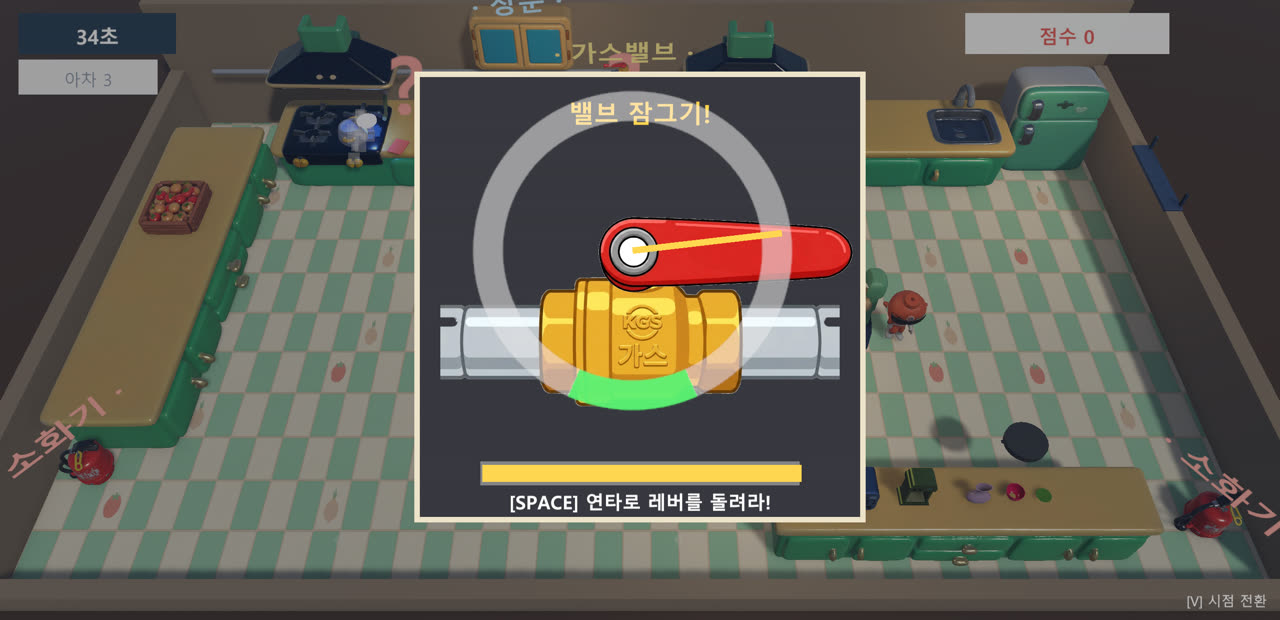 34초
아차 3
· 창문 ·
가스밸브 ·
점수 0
밸브 잠그기!
KGS
가스
소화기 ·
· 소화기
[SPACE] 연타로 레버를 돌려라!
[V] 시점 전환